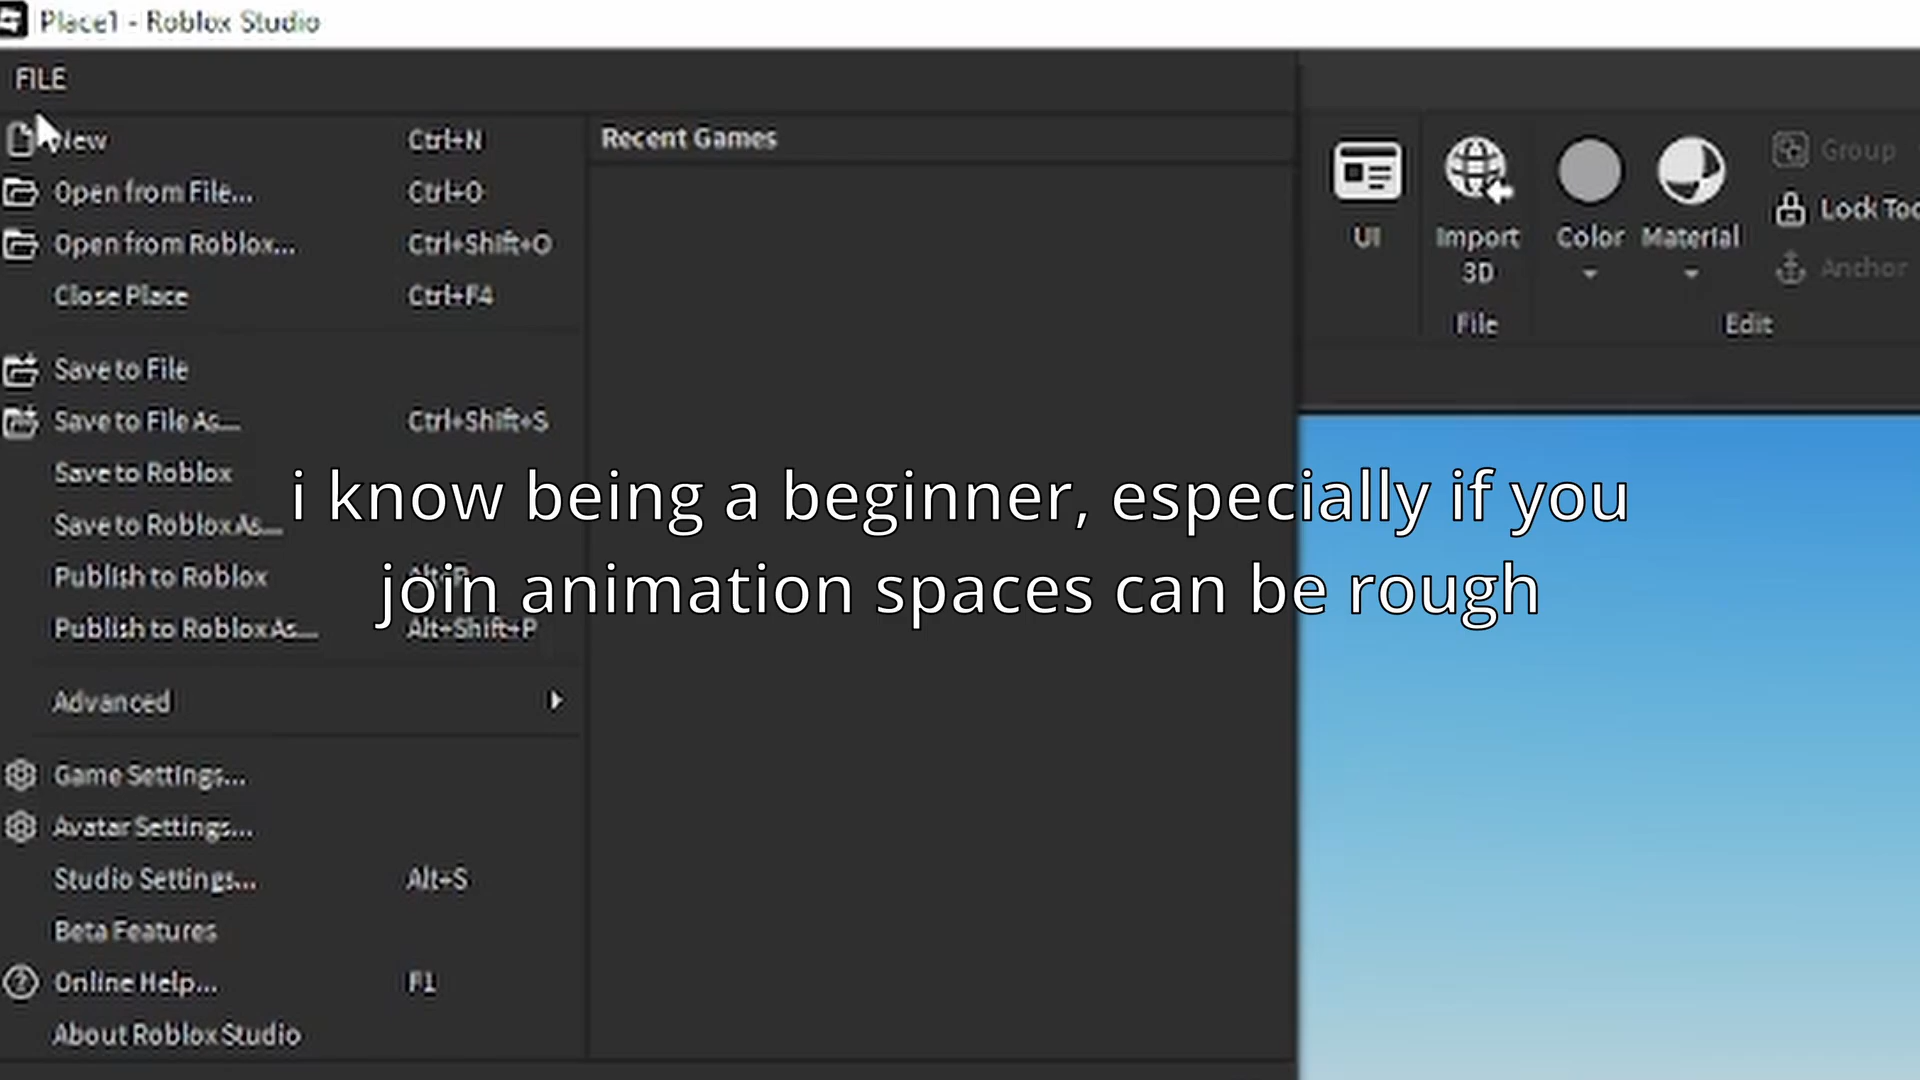 Place1 - Roblox Studio
FILE
New Ctrl+N
Open from File... Ctrl+O
Open from Roblox... Ctrl+Shift+O
Close Place Ctrl+F4
Save to File
Save to File As... Ctrl+Shift+S
Save to Roblox
Save to Roblox As...
Publish to Roblox Alt+P
Publish to Roblox As... Alt+Shift+P
Advanced
Game Settings...
Avatar Settings...
Studio Settings... Alt+S
Beta Features
Online Help... F1
About Roblox Studio
Recent Games
UI
Import
3D
File
Color
Material
Group
Lock
Anchor
Edit
i know being a beginner, especially if you
join animation spaces can be rough